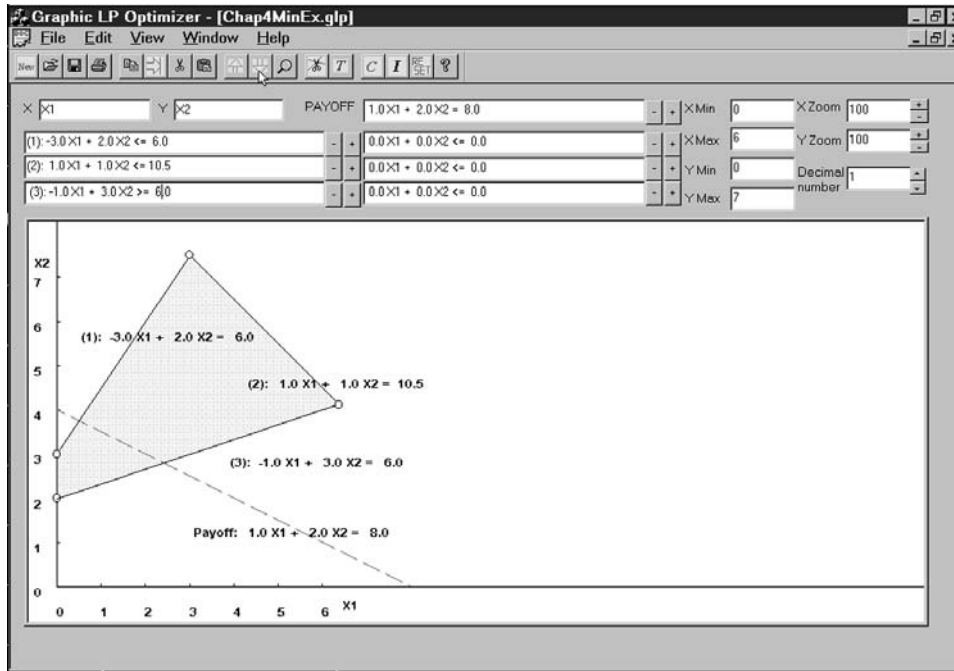 Graphic LP Optimizer - [Chap4MinEx.glp]
File Edit View Window Help
New T C I RE SET ?
X X1 Y X2 PAYOFF 1.0X1 + 2.0X2 = 8.0 - + X Min 0 X Zoom 100 + -
(1): -3.0X1 + 2.0X2 <= 6.0 - + 0.0X1 + 0.0X2 <= 0.0 - + X Max 6 Y Zoom 100 + -
(2): 1.0X1 + 1.0X2 <= 10.5 - + 0.0X1 + 0.0X2 <= 0.0 - + Y Min 0 Decimal number 1 + -
(3): -1.0X1 + 3.0X2 >= 6.0 - + 0.0X1 + 0.0X2 <= 0.0 - + Y Max 7
X2
7
6
(1): -3.0 X1 + 2.0 X2 = 6.0
5
(2): 1.0 X1 + 1.0 X2 = 10.5
4
3
(3): -1.0 X1 + 3.0 X2 = 6.0
2
Payoff: 1.0 X1 + 2.0 X2 = 8.0
1
0
0 1 2 3 4 5 6 X1